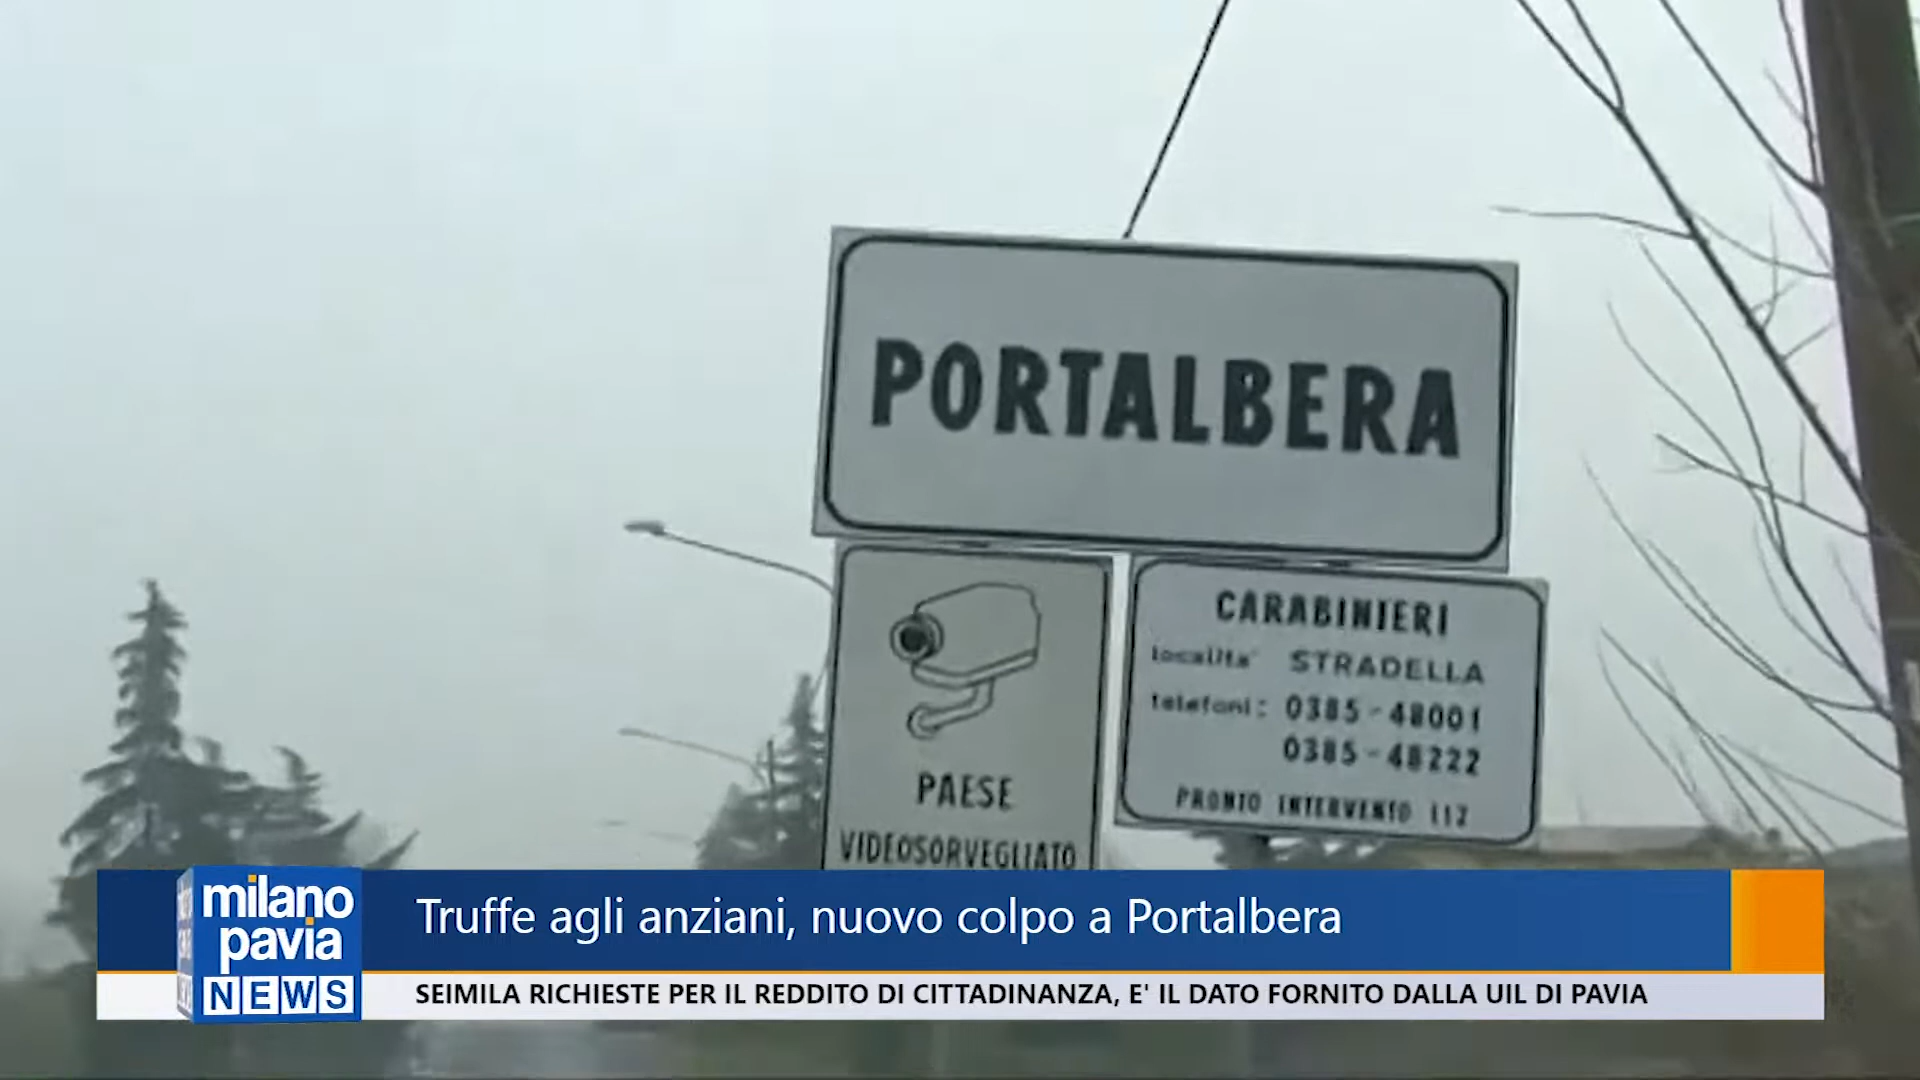 PORTALBERA
PAESE
VIDEOSORVEGLIATO
CARABINIERI
localita' STRADELLA
telefoni: 0385-48001
0385-48222
PRONTO INTERVENTO 112
milano
pavia
NEWS
Truffe agli anziani, nuovo colpo a Portalbera
SEIMILA RICHIESTE PER IL REDDITO DI CITTADINANZA, E' IL DATO FORNITO DALLA UIL DI PAVIA